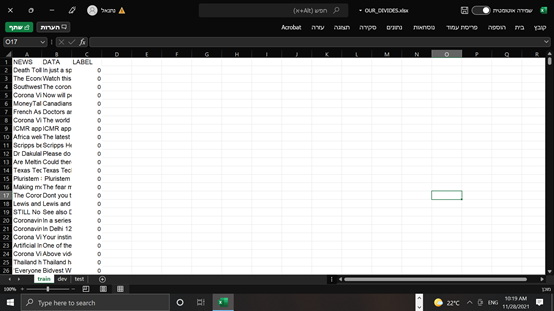 נתנאל
חיפוש (Alt+ש)
OUR_DIVIDES.xlsx
שמירה אוטומטית
קובץ בית הוספה פריסת עמוד נוסחאות נתונים סקירה תצוגה עזרה Acrobat
הערות שתף
O17 fx
A B C D E F G H I J K L M N O P Q R
1 NEWS DATA LABEL
2 Death Toll In just a sp 0
3 The Econ Watch this 0
4 Southwest The coron 0
5 Corona Vi Now will pe 0
6 MoneyTal Canadians 0
7 French As Doctors ar 0
8 Corona Vi The world 0
9 ICMR app ICMR app 0
10 Africa wek The latest 0
11 Scripps be Scripps He 0
12 Dr Dakulal Please do 0
13 Are Meltin Could ther 0
14 Texas Tec Texas Tec 0
15 Pluristem Pluristem 0
16 Making mo The fear m 0
17 The Coror Dont you t 0
18 Lewis and Lewis and 0
19 STILL No See also D 0
20 Coronavir In a series 0
21 Coronavir In Delhi 12 0
22 Corona Vi Your instin 0
23 Artificial In One of the 0
24 Corona Vi Above vide 0
25 Thailand h Thailand h 0
26 'Everyone Bidvest W 0
train dev test
100%
מוכן
Type here to search
22°C
ENG
10:19 AM
11/28/2021